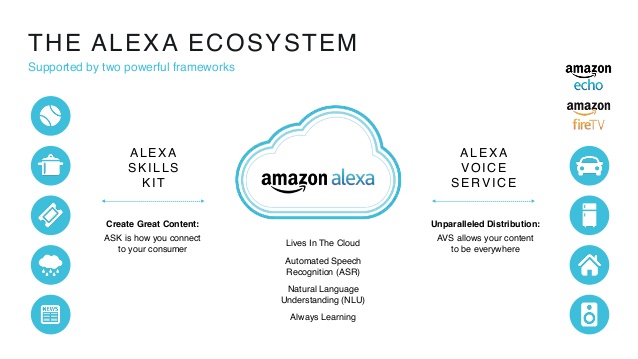 THE ALEXA ECOSYSTEM
Supported by two powerful frameworks
amazon
echo
amazon
fireTV
ALEXA
SKILLS
KIT
Create Great Content:
ASK is how you connect
to your consumer
NEWS
amazon alexa
Lives In The Cloud
Automated Speech
Recognition (ASR)
Natural Language
Understanding (NLU)
Always Learning
ALEXA
VOICE
SERVICE
Unparalleled Distribution:
AVS allows your content
to be everywhere